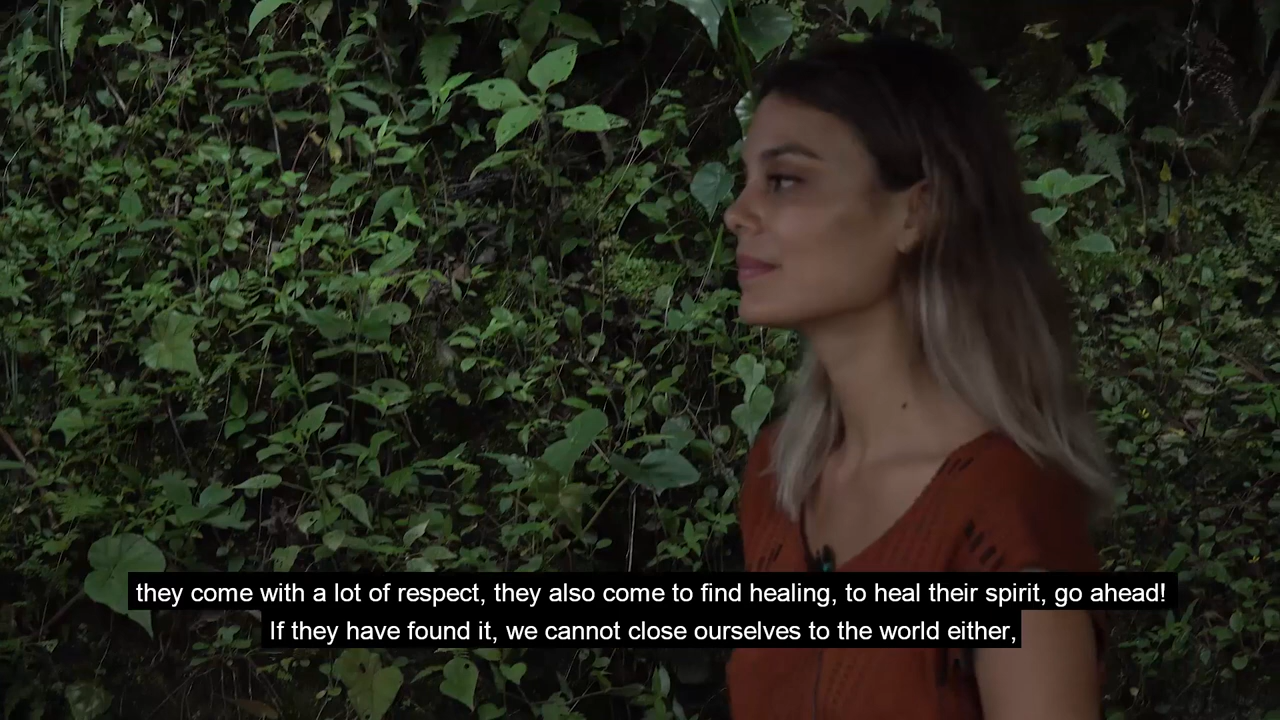 they come with a lot of respect, they also come to find healing, to heal their spirit, go ahead!
If they have found it, we cannot close ourselves to the world either,